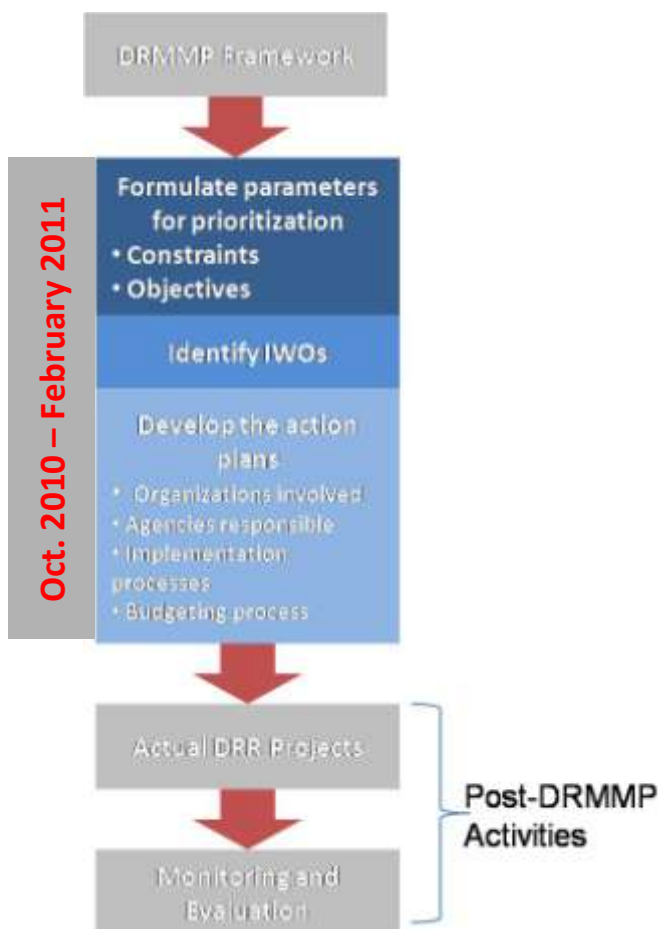 DRMMP Framework
Oct. 2010 – February 2011
Formulate parameters
for prioritization
• Constraints
• Objectives
Identify IWOs
Develop the action
plans
• Organizations involved
• Agencies responsible
• Implementation
processes
• Budgeting process
Actual DRR Projects
Monitoring and
Evaluation
Post-DRMMP
Activities